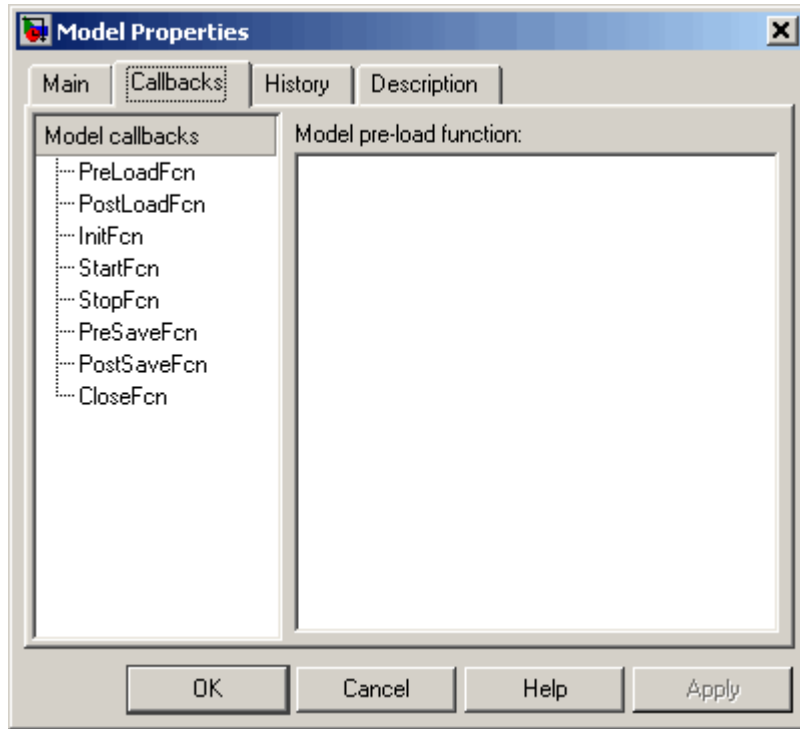 Model Properties
Main Callbacks History Description
Model callbacks
PreLoadFcn
PostLoadFcn
InitFcn
StartFcn
StopFcn
PreSaveFcn
PostSaveFcn
CloseFcn
Model pre-load function:
OK Cancel Help Apply